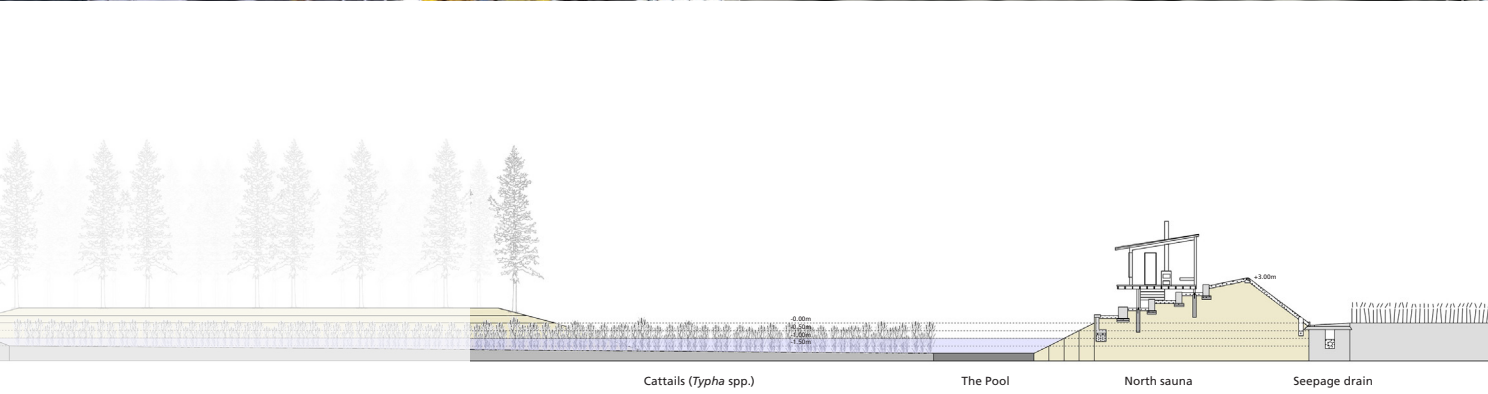 +3.00m
-0.00m
-0.50m
-1.00m
-1.50m
Cattails (Typha spp.) The Pool North sauna Seepage drain